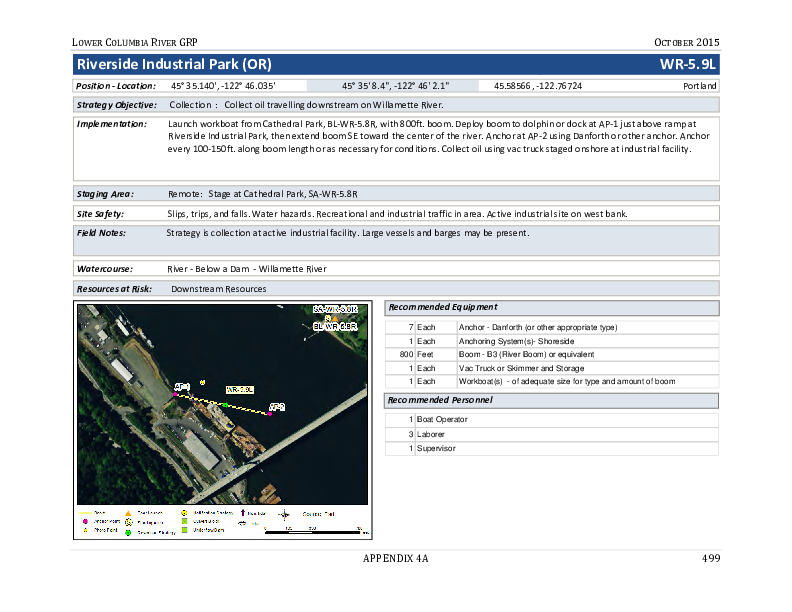 LOWER COLUMBIA RIVER GRP
OCTOBER 2015
Riverside Industrial Park (OR)
WR-5.9L
Position - Location: 45° 35.140', -122° 46.035' 45° 35' 8.4", -122° 46' 2.1" 45.58566 , -122.76724 Portland
Strategy Objective: Collection : Collect oil travelling downstream on Willamette River.
Implementation: Launch workboat from Cathedral Park, BL-WR-5.8R, with 800ft. boom. Deploy boom to dolphin or dock at AP-1 just above ramp at
Riverside Industrial Park, then extend boom SE toward the center of the river. Anchor at AP-2 using Danforth or other anchor. Anchor
every 100-150ft. along boom length or as necessary for conditions. Collect oil using vac truck staged onshore at industrial facility.
Staging Area: Remote: Stage at Cathedral Park, SA-WR-5.8R
Site Safety: Slips, trips, and falls. Water hazards. Recreational and industrial traffic in area. Active industrial site on west bank.
Field Notes: Strategy is collection at active industrial facility. Large vessels and barges may be present.
Watercourse: River - Below a Dam - Willamette River
Resources at Risk: Downstream Resources
SA-WR-5.8R
BL-WR-5.8R
AP-1
WR-5.9L
AP-2
Photo Point
Recommended Equipment
7 Each Anchor - Danforth (or other appropriate type)
1 Each Anchoring System(s)- Shoreside
800 Feet Boom - B3 (River Boom) or equivalent
1 Each Vac Truck or Skimmer and Storage
1 Each Workboat(s) - of adequate size for type and amount of boom
Recommended Personnel
1 Boat Operator
3 Laborer
1 Supervisor
APPENDIX 4A
499